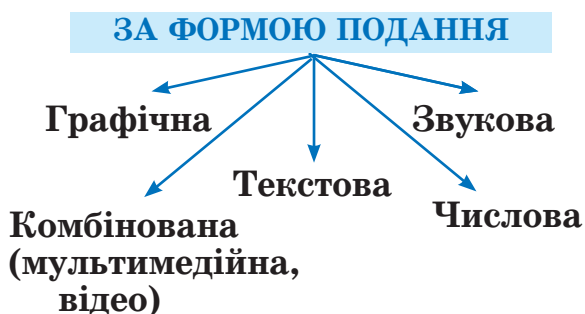 ЗА ФОРМОЮ ПОДАННЯ
Графічна
Звукова
Текстова
Числова
Комбінована
(мультимедійна,
відео)